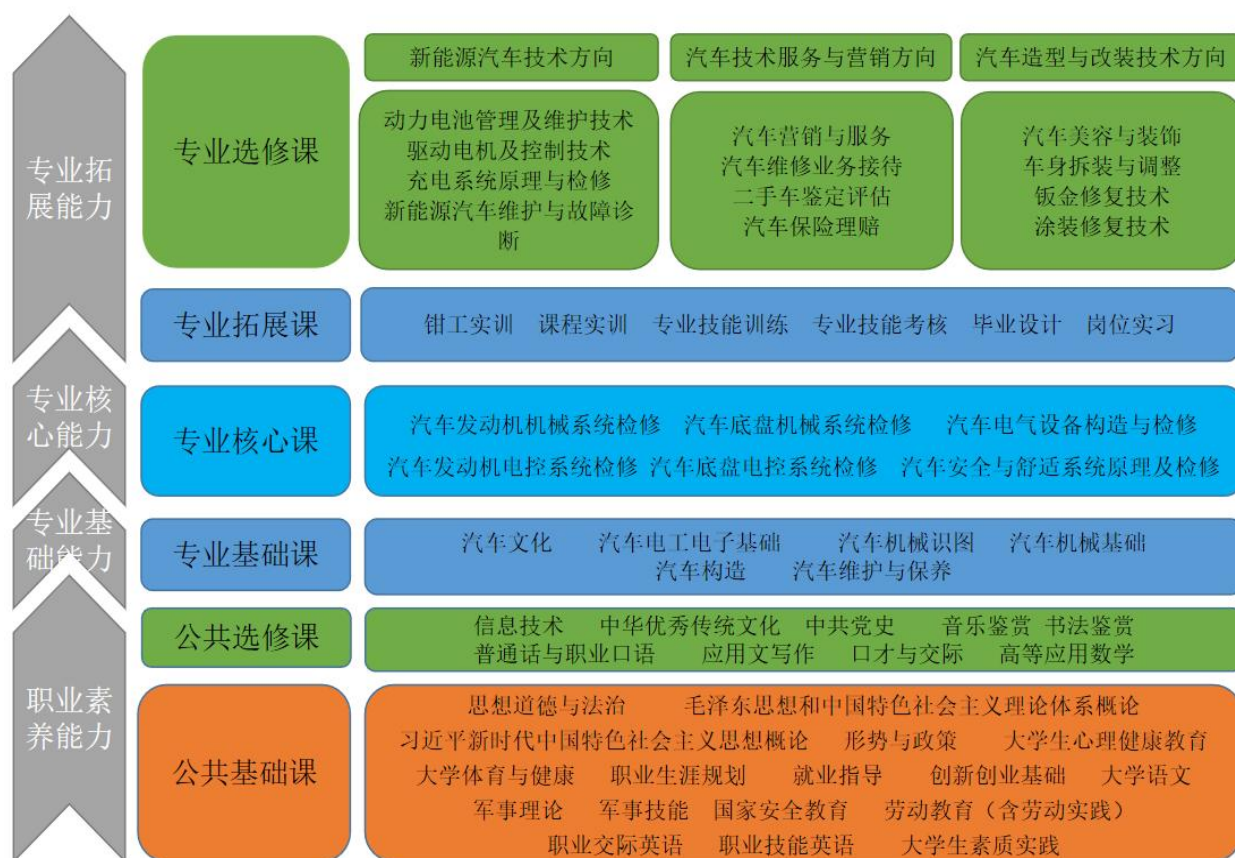 专业拓
展能力
专业选修课
新能源汽车技术方向
汽车技术服务与营销方向
汽车造型与改装技术方向
动力电池管理及维护技术
驱动电机及控制技术
充电系统原理与检修
新能源汽车维护与故障诊
断
汽车营销与服务
汽车维修业务接待
二手车鉴定评估
汽车保险理赔
汽车美容与装饰
车身拆装与调整
钣金修复技术
涂装修复技术
专业拓展课
钳工实训 课程实训 专业技能训练 专业技能考核 毕业设计 岗位实习
专业核
心能力
专业核心课
汽车发动机机械系统检修 汽车底盘机械系统检修 汽车电气设备构造与检修
汽车发动机电控系统检修 汽车底盘电控系统检修 汽车安全与舒适系统原理及检修
专业基
础能力
专业基础课
汽车文化 汽车电工电子基础 汽车机械识图 汽车机械基础
汽车构造 汽车维护与保养
职业素
养能力
公共选修课
信息技术 中华优秀传统文化 中共党史 音乐鉴赏 书法鉴赏
普通话与职业口语 应用文写作 口才与交际 高等应用数学
公共基础课
思想道德与法治 毛泽东思想和中国特色社会主义理论体系概论
习近平新时代中国特色社会主义思想概论 形势与政策 大学生心理健康教育
大学体育与健康 职业生涯规划 就业指导 创新创业基础 大学语文
军事理论 军事技能 国家安全教育 劳动教育（含劳动实践）
职业交际英语 职业技能英语 大学生素质实践